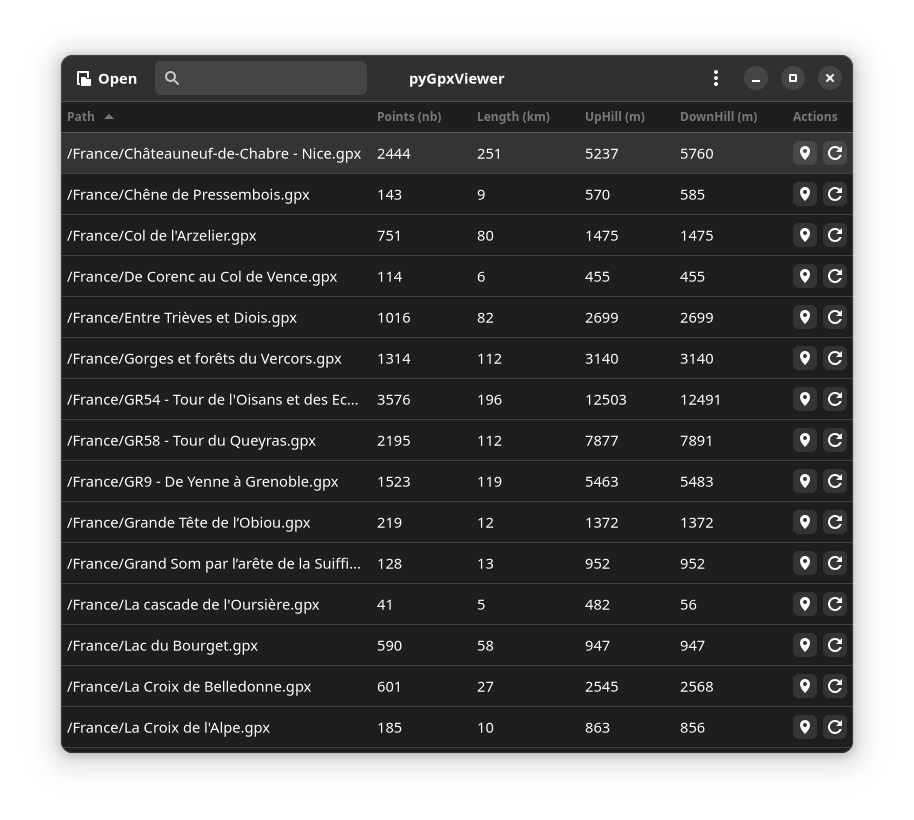 Open pyGpxViewer
Path Points (nb) Length (km) UpHill (m) DownHill (m) Actions
/France/Châteauneuf-de-Chabre - Nice.gpx 2444 251 5237 5760
/France/Chêne de Pressembois.gpx 143 9 570 585
/France/Col de l'Arzelier.gpx 751 80 1475 1475
/France/De Corenc au Col de Vence.gpx 114 6 455 455
/France/Entre Trièves et Diois.gpx 1016 82 2699 2699
/France/Gorges et forêts du Vercors.gpx 1314 112 3140 3140
/France/GR54 - Tour de l'Oisans et des Ec... 3576 196 12503 12491
/France/GR58 - Tour du Queyras.gpx 2195 112 7877 7891
/France/GR9 - De Yenne à Grenoble.gpx 1523 119 5463 5483
/France/Grande Tête de l’Obiou.gpx 219 12 1372 1372
/France/Grand Som par l’arête de la Suiffi... 128 13 952 952
/France/La cascade de l'Oursière.gpx 41 5 482 56
/France/Lac du Bourget.gpx 590 58 947 947
/France/La Croix de Belledonne.gpx 601 27 2545 2568
/France/La Croix de l'Alpe.gpx 185 10 863 856